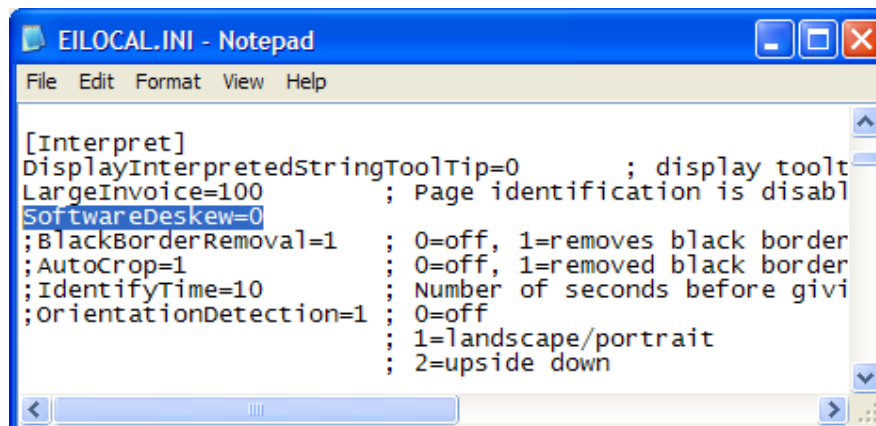 EILOCAL.INI - Notepad
File Edit Format View Help
[Interpret]
DisplayInterpretedStringToolTip=0 ; display toolt
LargeInvoice=100 ; Page identification is disabl
SoftwareDeskew=0
;BlackBorderRemoval=1 ; 0=off, 1=removes black border
;AutoCrop=1 ; 0=off, 1=removed black border
;IdentifyTime=10 ; Number of seconds before givi
;OrientationDetection=1 ; 0=off
; 1=landscape/portrait
; 2=upside down